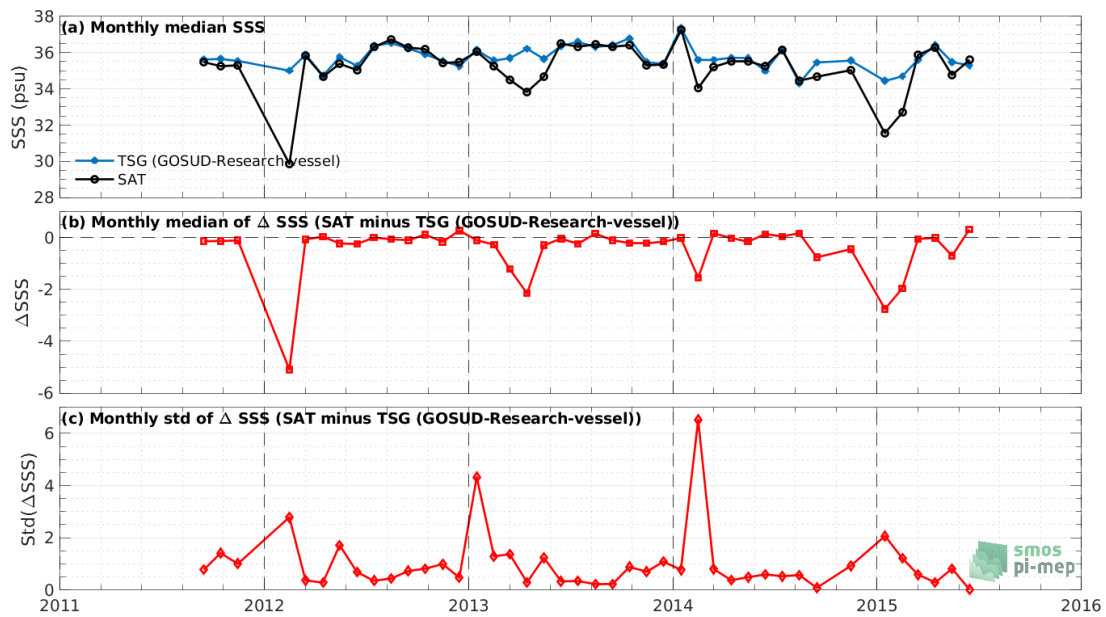 (a) Monthly median SSS
SSS (psu)
38
36
34
32
30
28
TSG (GOSUD-Research-vessel)
SAT
(b) Monthly median of Δ SSS (SAT minus TSG (GOSUD-Research-vessel))
ΔSSS
0
-2
-4
-6
(c) Monthly std of Δ SSS (SAT minus TSG (GOSUD-Research-vessel))
Std(ΔSSS)
6
4
2
0
smos
pi-mep
2011 2012 2013 2014 2015 2016